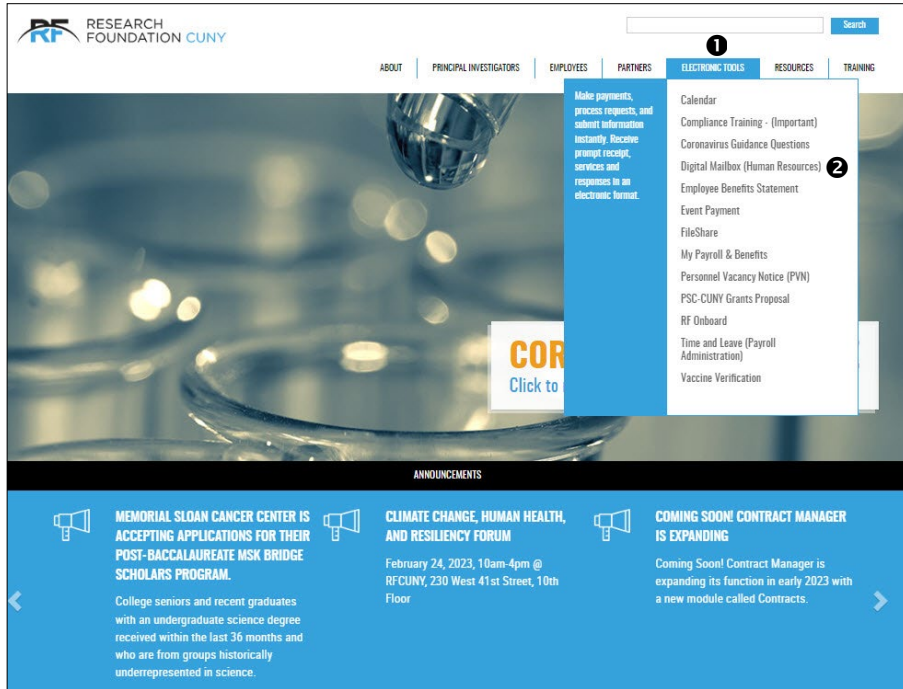 RF RESEARCH
FOUNDATION CUNY
Search
❶
ABOUT PRINCIPAL INVESTIGATORS EMPLOYEES PARTNERS ELECTRONIC TOOLS RESOURCES TRAINING
Make payments,
process requests, and
submit information
instantly. Receive
prompt receipt,
services and
responses in an
electronic format.
Calendar
Compliance Training - (Important)
Coronavirus Guidance Questions
Digital Mailbox (Human Resources) ❷
Employee Benefits Statement
Event Payment
FileShare
My Payroll & Benefits
Personnel Vacancy Notice (PVN)
PSC-CUNY Grants Proposal
RF Onboard
Time and Leave (Payroll
Administration)
Vaccine Verification
COR
Click to
ANNOUNCEMENTS
MEMORIAL SLOAN CANCER CENTER IS
ACCEPTING APPLICATIONS FOR THEIR
POST-BACCALAUREATE MSK BRIDGE
SCHOLARS PROGRAM.
College seniors and recent graduates
with an undergraduate science degree
received within the last 36 months and
who are from groups historically
underrepresented in science.
CLIMATE CHANGE, HUMAN HEALTH,
AND RESILIENCY FORUM
February 24, 2023, 10am-4pm @
RFCUNY, 230 West 41st Street, 10th
Floor
COMING SOON! CONTRACT MANAGER
IS EXPANDING
Coming Soon! Contract Manager is
expanding its function in early 2023 with
a new module called Contracts.